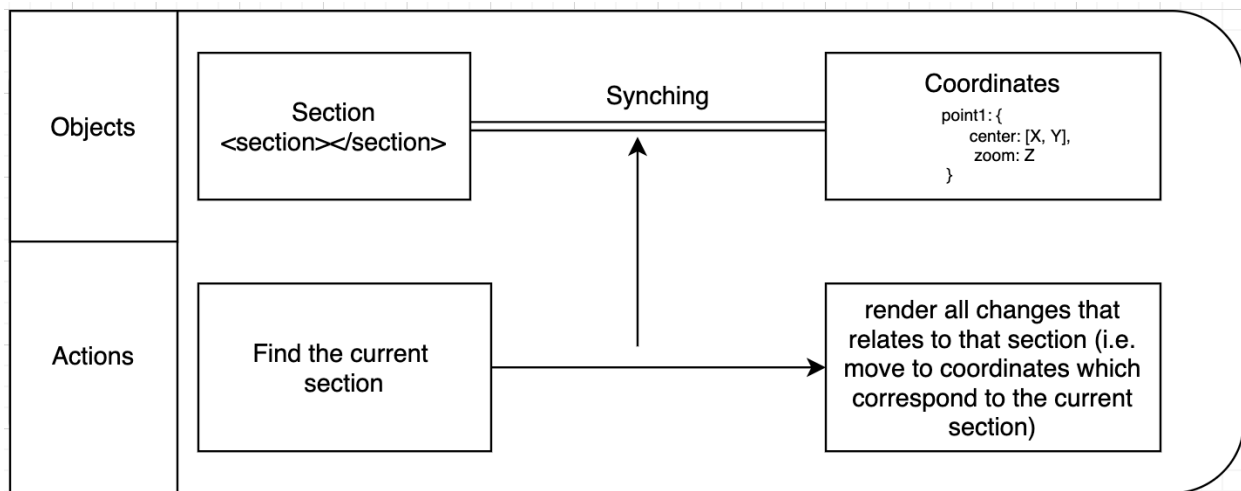 Objects
Section
<section></section>
Synching
Coordinates
point1: {
center: [X, Y],
zoom: Z
}
Actions
Find the current
section
render all changes that
relates to that section (i.e.
move to coordinates which
correspond to the current
section)